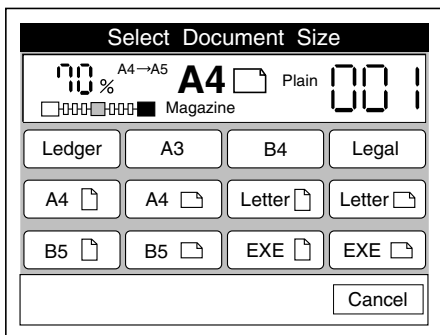 Select Document Size
70 % A4→A5 A4 Plain 001
Magazine
Ledger A3 B4 Legal
A4 A4 Letter Letter
B5 B5 EXE EXE
Cancel